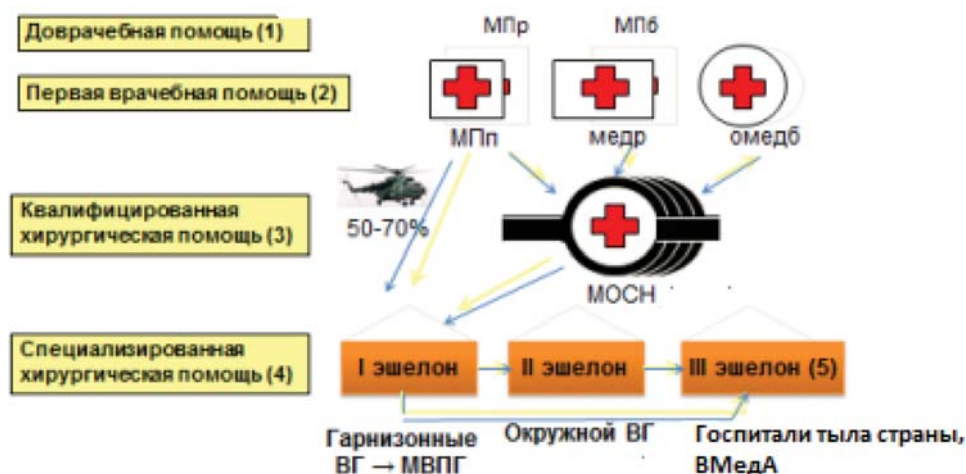 Доврачебная помощь (1)
МПр
МПб
Первая врачебная помощь (2)
МПп
медр
омедб
50-70%
Квалифицированная
хирургическая помощь (3)
МОСН
Специализированная
хирургическая помощь (4)
I эшелон
II эшелон
III эшелон (5)
Гарнизонные
ВГ → МВПГ
Окружной ВГ
Госпитали тыла страны,
ВМедА